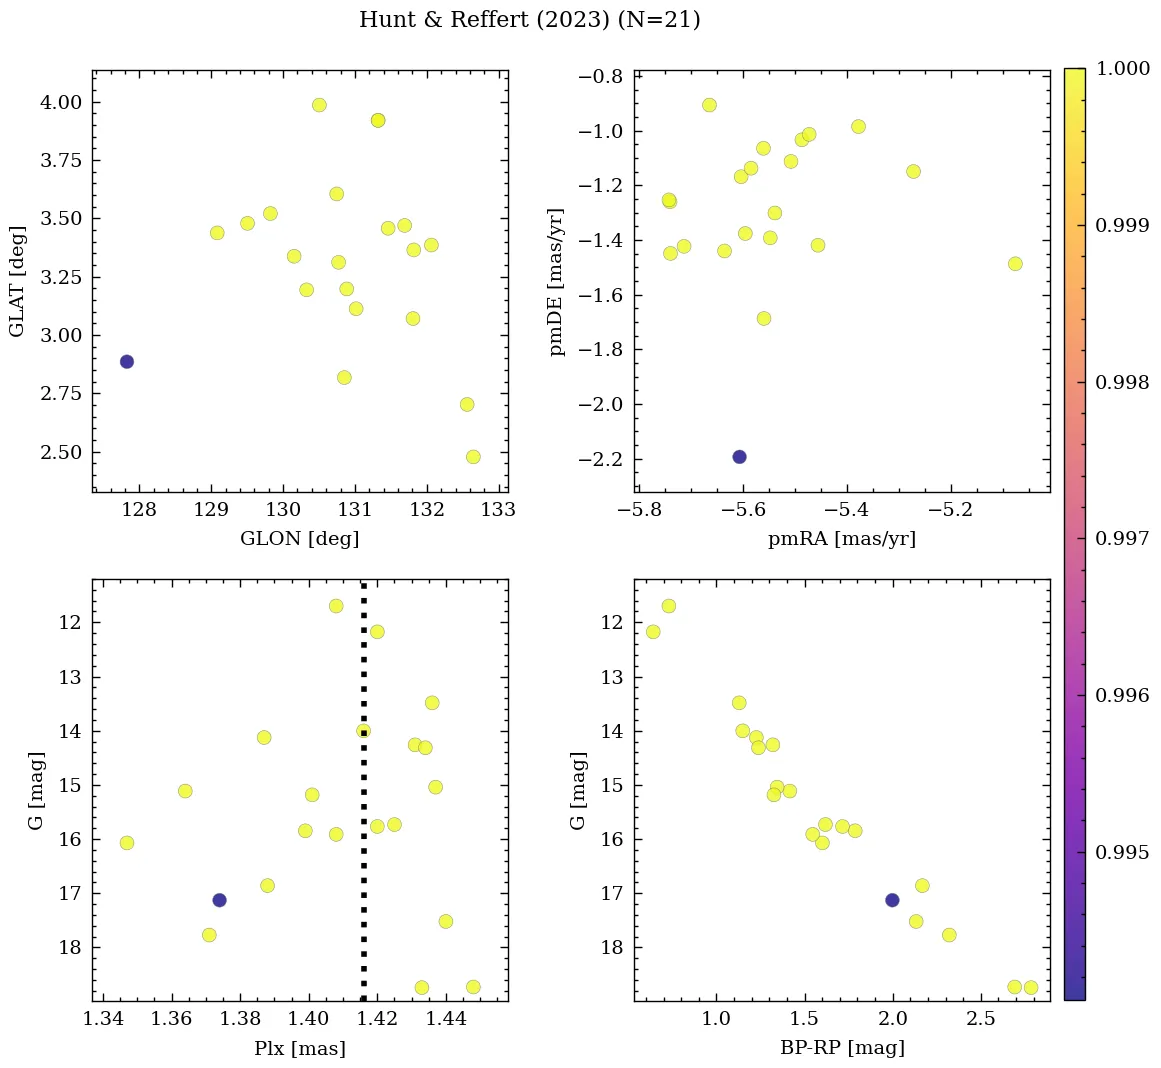 Hunt & Reffert (2023) (N=21)
4.00
3.75
3.50
3.25
3.00
2.75
2.50
GLAT [deg]
128 129 130 131 132 133
GLON [deg]
−0.8
−1.0
−1.2
−1.4
−1.6
−1.8
−2.0
−2.2
pmDE [mas/yr]
−5.8 −5.6 −5.4 −5.2
pmRA [mas/yr]
12
13
14
15
16
17
18
G [mag]
1.34 1.36 1.38 1.40 1.42 1.44
Plx [mas]
12
13
14
15
16
17
18
G [mag]
1.0 1.5 2.0 2.5
BP-RP [mag]
1.000
0.999
0.998
0.997
0.996
0.995